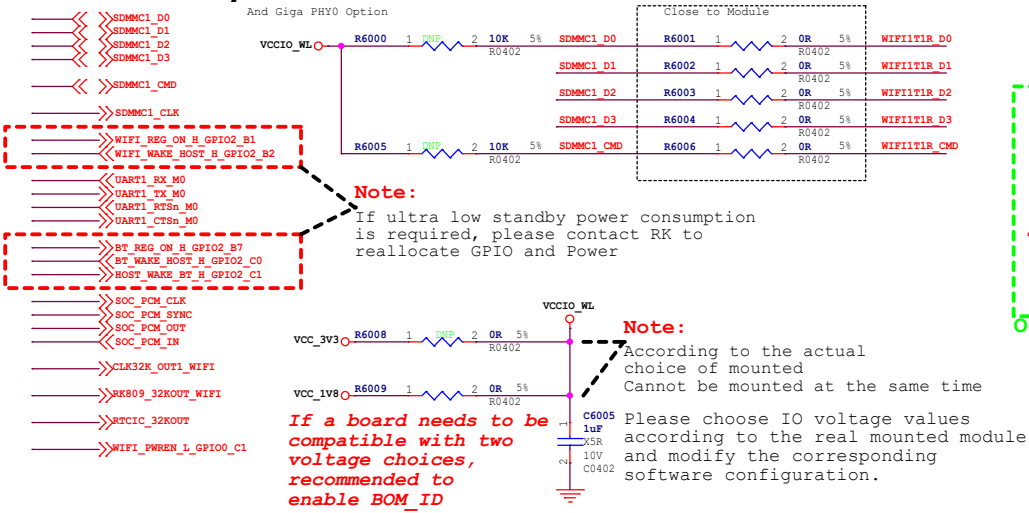 And Giga PHY0 Option
Close to Module
SDMMC1_D0
SDMMC1_D1
SDMMC1_D2
SDMMC1_D3
SDMMC1_CMD
SDMMC1_CLK
WIFI_REG_ON_H_GPIO2_B1
WIFI_WAKE_HOST_H_GPIO2_B2
UART1_RX_M0
UART1_TX_M0
UART1_RTSn_M0
UART1_CTSn_M0
BT_REG_ON_H_GPIO2_B7
BT_WAKE_HOST_H_GPIO2_C0
HOST_WAKE_BT_H_GPIO2_C1
SOC_PCM_CLK
SOC_PCM_SYNC
SOC_PCM_OUT
SOC_PCM_IN
CLK32K_OUT1_WIFI
RK809_32KOUT_WIFI
RTCIC_32KOUT
WIFI_PWREN_L_GPIO0_C1
VCCIO_WL R6000 1 DNP 2 10K 5%
R0402
R6005 1 DNP 2 10K 5%
R0402
SDMMC1_D0 R6001 1 2 0R 5% WIFI1T1R_D0
R0402
SDMMC1_D1 R6002 1 2 0R 5% WIFI1T1R_D1
R0402
SDMMC1_D2 R6003 1 2 0R 5% WIFI1T1R_D2
R0402
SDMMC1_D3 R6004 1 2 0R 5% WIFI1T1R_D3
R0402
SDMMC1_CMD R6006 1 2 0R 5% WIFI1T1R_CMD
R0402
Note:
If ultra low standby power consumption
is required, please contact RK to
reallocate GPIO and Power
VCCIO_WL
VCC_3V3 R6008 1 DNP 2 0R 5%
R0402
VCC_1V8 R6009 1 2 0R 5%
R0402
C6005
1uF
X5R
10V
C0402
1
2
If a board needs to be
compatible with two
voltage choices,
recommended to
enable BOM_ID
Note:
According to the actual
choice of mounted
Cannot be mounted at the same time
Please choose IO voltage values
according to the real mounted module
and modify the corresponding
software configuration.